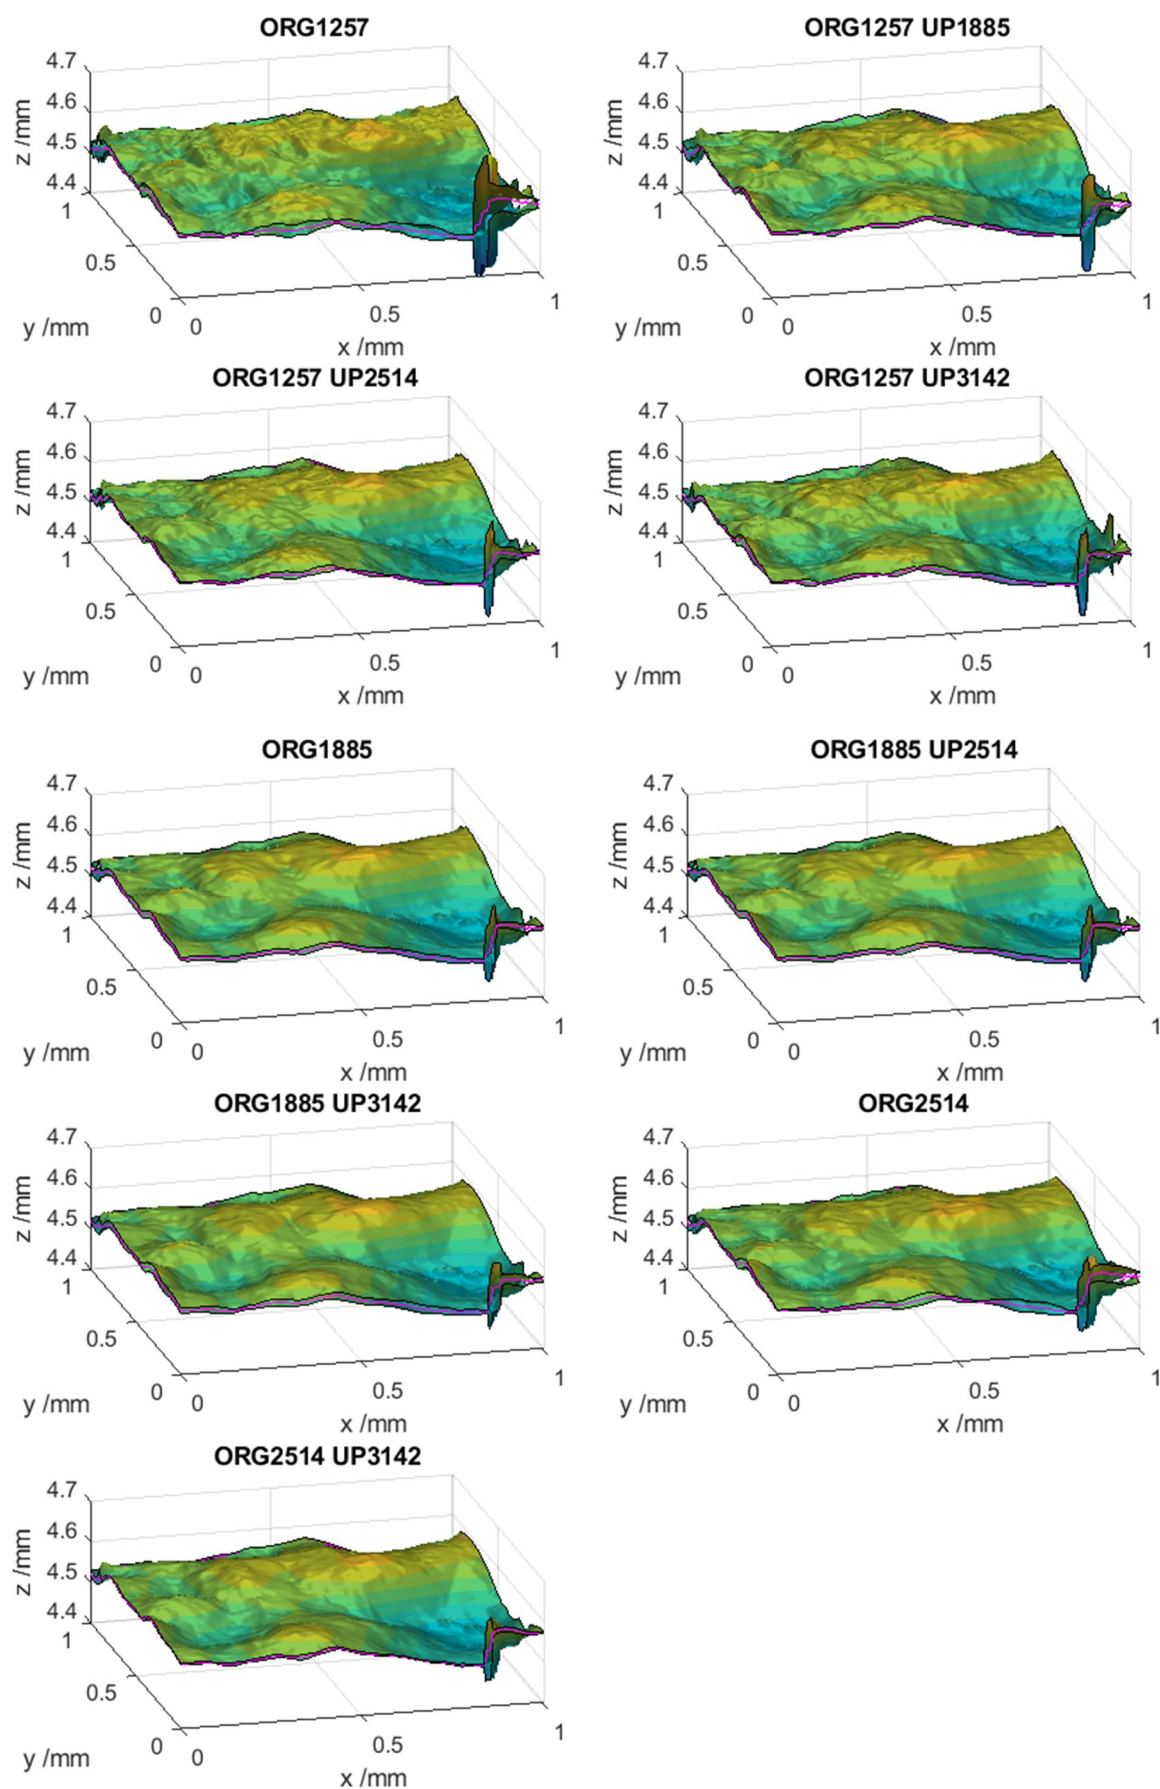 ORG1257
4.7
4.6
4.5
4.4
z /mm
1
0.5
0
y /mm
0
0.5
1
x /mm
ORG1257 UP1885
4.7
4.6
4.5
4.4
z /mm
1
0.5
0
y /mm
0
0.5
1
x /mm
ORG1257 UP2514
4.7
4.6
4.5
4.4
z /mm
1
0.5
0
y /mm
0
0.5
1
x /mm
ORG1257 UP3142
4.7
4.6
4.5
4.4
z /mm
1
0.5
0
y /mm
0
0.5
1
x /mm
ORG1885
4.7
4.6
4.5
4.4
z /mm
1
0.5
0
y /mm
0
0.5
1
x /mm
ORG1885 UP2514
4.7
4.6
4.5
4.4
z /mm
1
0.5
0
y /mm
0
0.5
1
x /mm
ORG1885 UP3142
4.7
4.6
4.5
4.4
z /mm
1
0.5
0
y /mm
0
0.5
1
x /mm
ORG2514
4.7
4.6
4.5
4.4
z /mm
1
0.5
0
y /mm
0
0.5
1
x /mm
ORG2514 UP3142
4.7
4.6
4.5
4.4
z /mm
1
0.5
0
y /mm
0
0.5
1
x /mm